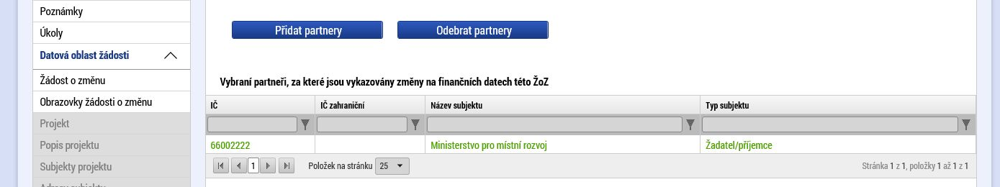 Poznámky
Úkoly
Datová oblast žádosti
Žádost o změnu
Obrazovky žádosti o změnu
Projekt
Popis projektu
Subjekty projektu
Přidat partnery
Odebrat partnery
Vybraní partneři, za které jsou vykazovány změny na finančních datech této ŽoZ
IČ IČ zahraniční Název subjektu Typ subjektu
66002222 Ministerstvo pro místní rozvoj Žadatel/příjemce
1 Položek na stránku 25 Stránka 1 z 1, položky 1 až 1 z 1